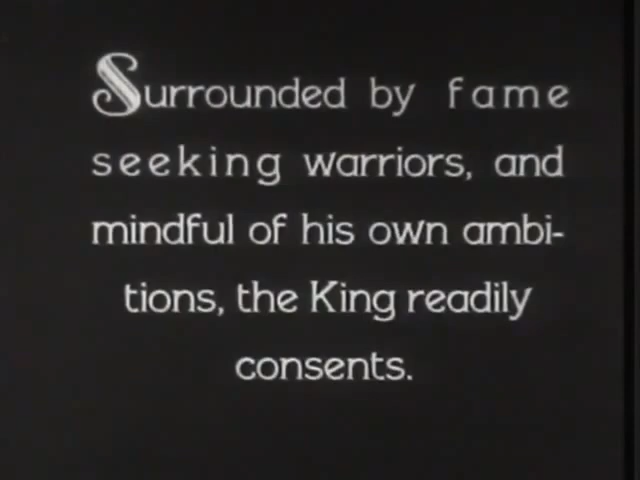 Surrounded by fame
seeking warriors, and
mindful of his own ambi-
tions, the King readily
consents.